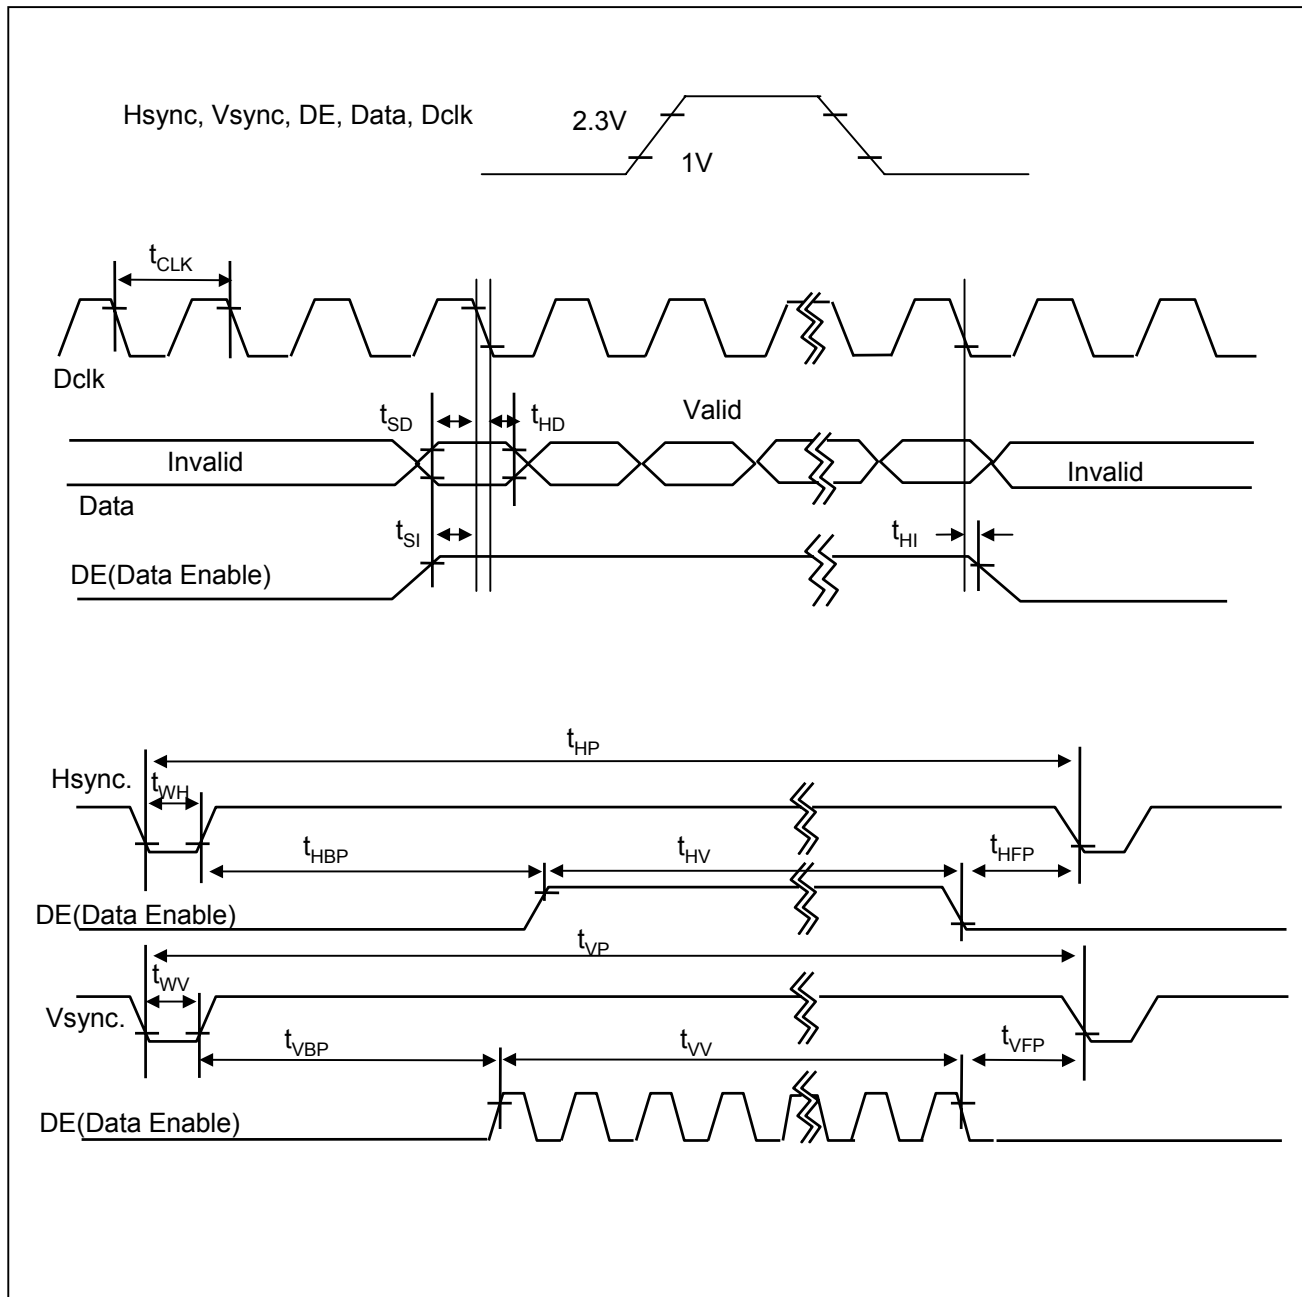 Hsync, Vsync, DE, Data, Dclk
2.3V
1V
tCLK
Dclk
tSD
tHD
Valid
Invalid
Invalid
Data
tSI
tHI
DE(Data Enable)
tHP
Hsync.
tWH
tHBP
tHV
tHFP
DE(Data Enable)
tVP
tWV
Vsync.
tVBP
tVV
tVFP
DE(Data Enable)